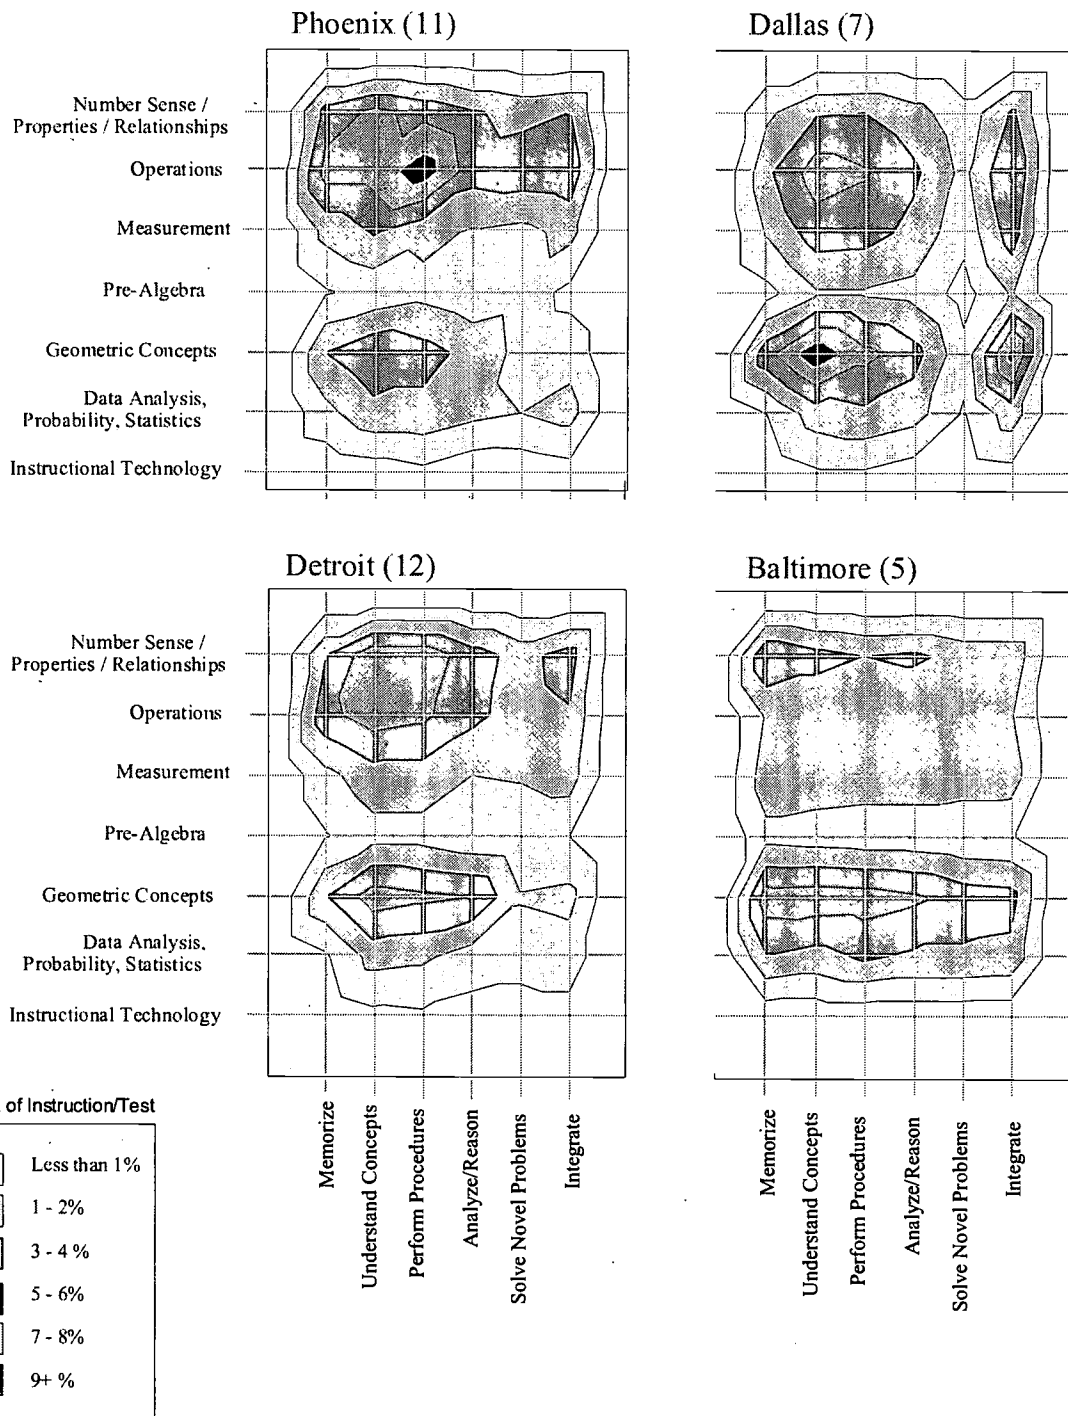 Phoenix (11)
Dallas (7)
Number Sense /
Properties / Relationships
Operations
Measurement
Pre-Algebra
Geometric Concepts
Data Analysis,
Probability, Statistics
Instructional Technology
Detroit (12)
Baltimore (5)
Number Sense /
Properties / Relationships
Operations
Measurement
Pre-Algebra
Geometric Concepts
Data Analysis,
Probability, Statistics
Instructional Technology
Memorize
Understand Concepts
Perform Procedures
Analyze/Reason
Solve Novel Problems
Integrate
Memorize
Understand Concepts
Perform Procedures
Analyze/Reason
Solve Novel Problems
Integrate
of Instruction/Test
Less than 1%
1 - 2%
3 - 4 %
5 - 6%
7 - 8%
9+ %